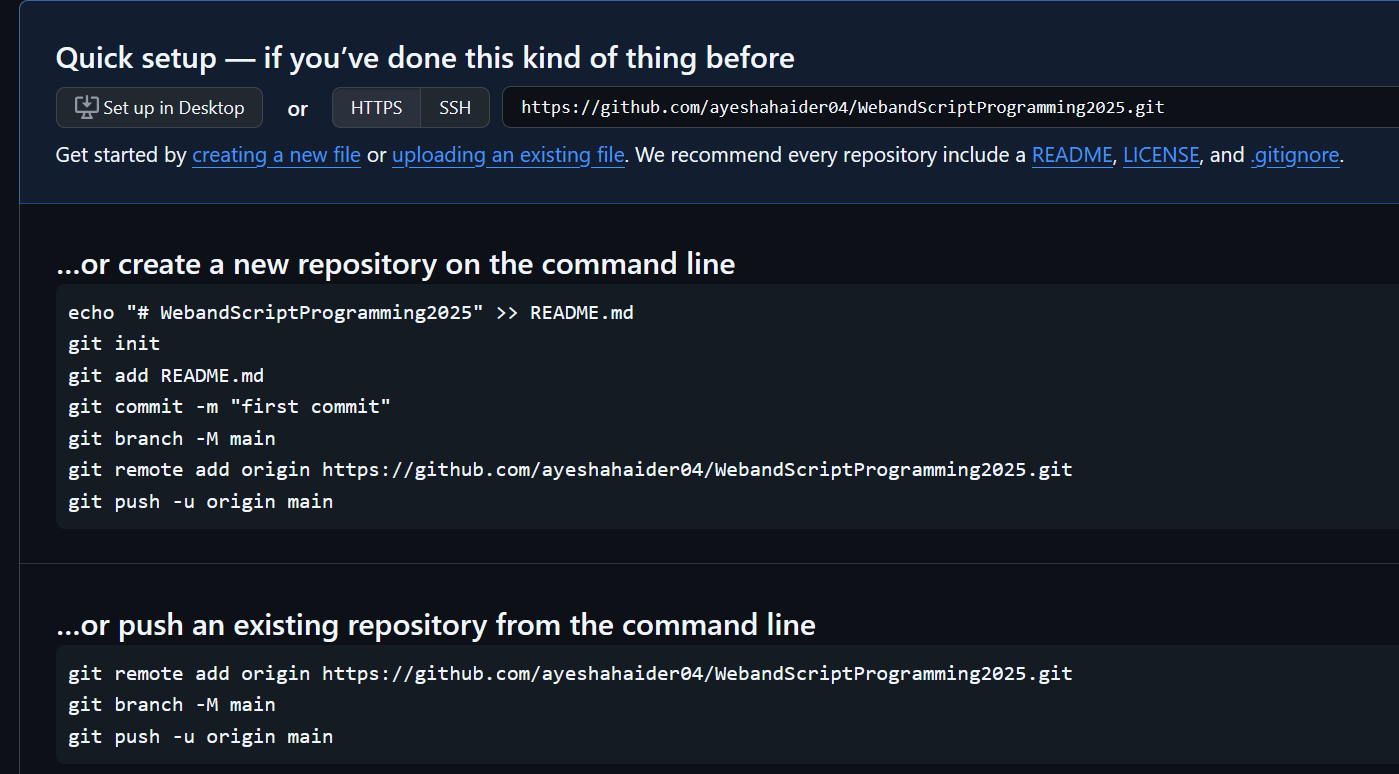 Quick setup — if you’ve done this kind of thing before
Set up in Desktop or HTTPS SSH https://github.com/ayeshahaider04/WebandScriptProgramming2025.git
Get started by creating a new file or uploading an existing file. We recommend every repository include a README, LICENSE, and .gitignore.
…or create a new repository on the command line
echo "# WebandScriptProgramming2025" >> README.md
git init
git add README.md
git commit -m "first commit"
git branch -M main
git remote add origin https://github.com/ayeshahaider04/WebandScriptProgramming2025.git
git push -u origin main
…or push an existing repository from the command line
git remote add origin https://github.com/ayeshahaider04/WebandScriptProgramming2025.git
git branch -M main
git push -u origin main